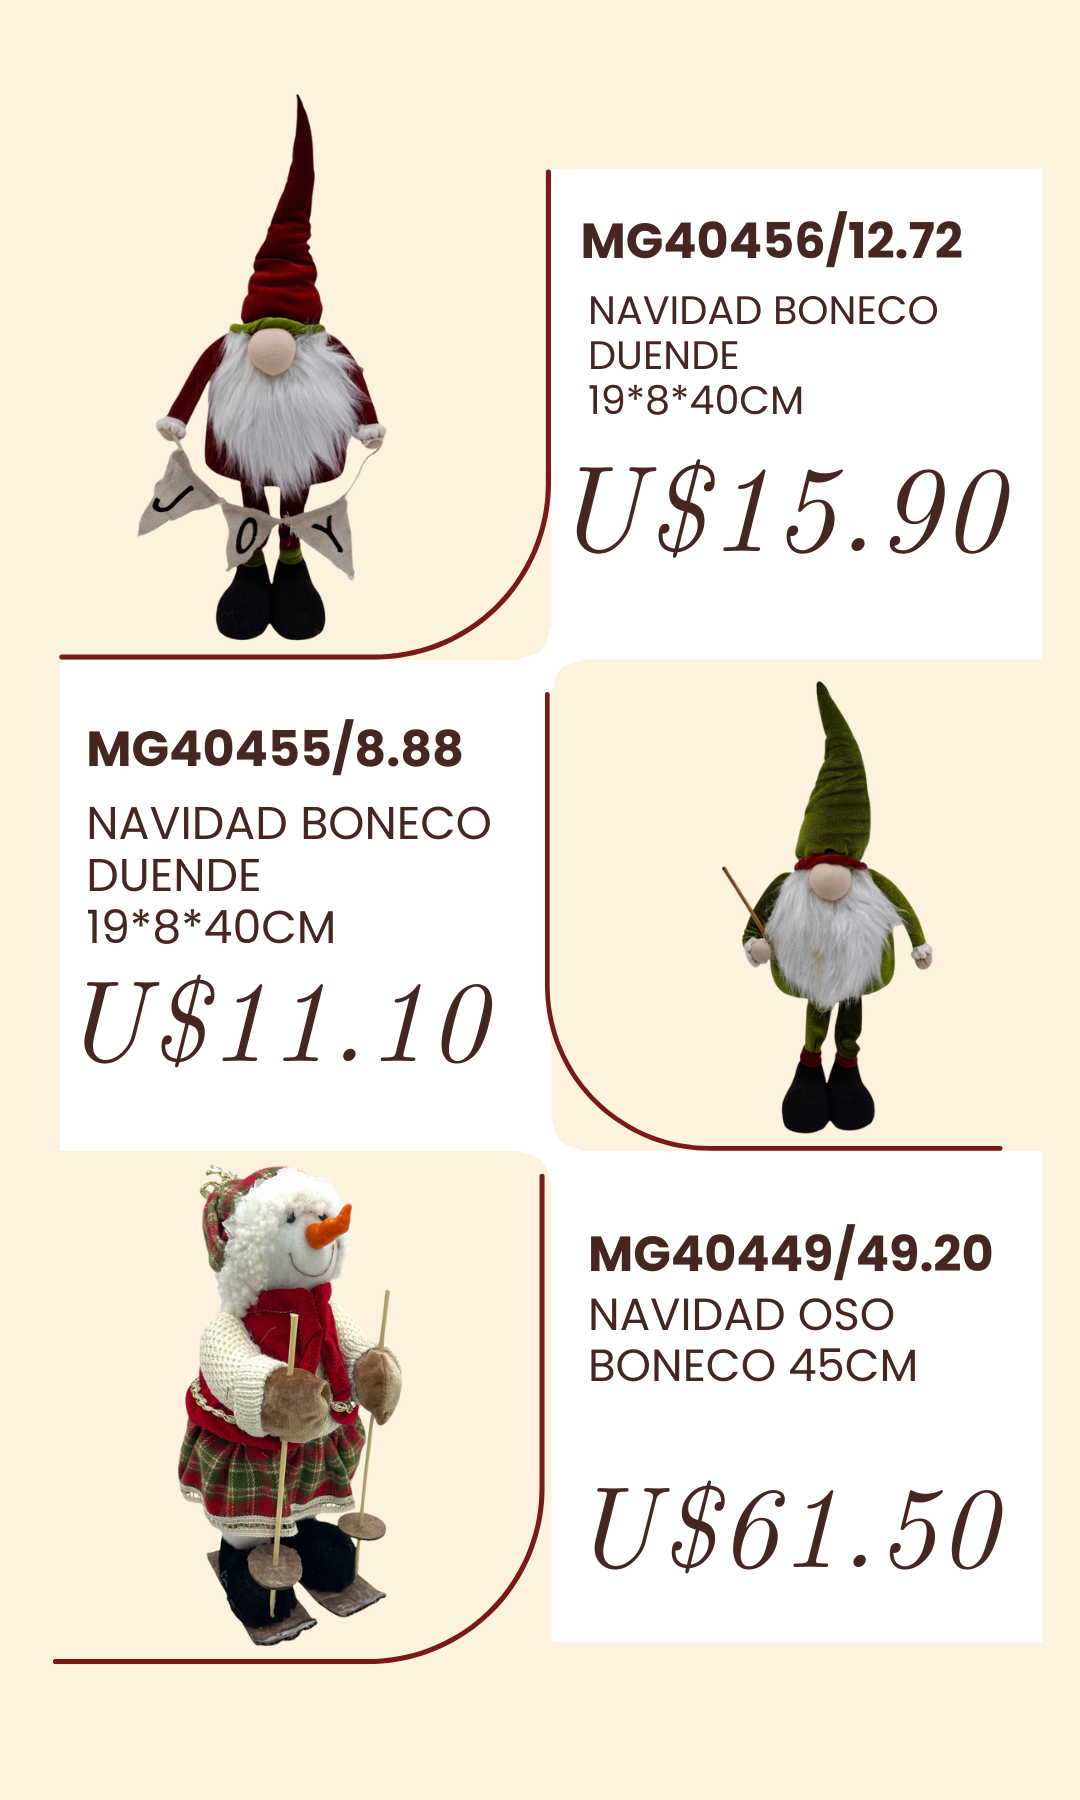 MG40456/12.72
NAVIDAD BONECO
DUENDE
19*8*40CM
U$15.90
J O Y
MG40455/8.88
NAVIDAD BONECO
DUENDE
19*8*40CM
U$11.10
MG40449/49.20
NAVIDAD OSO
BONECO 45CM
U$61.50